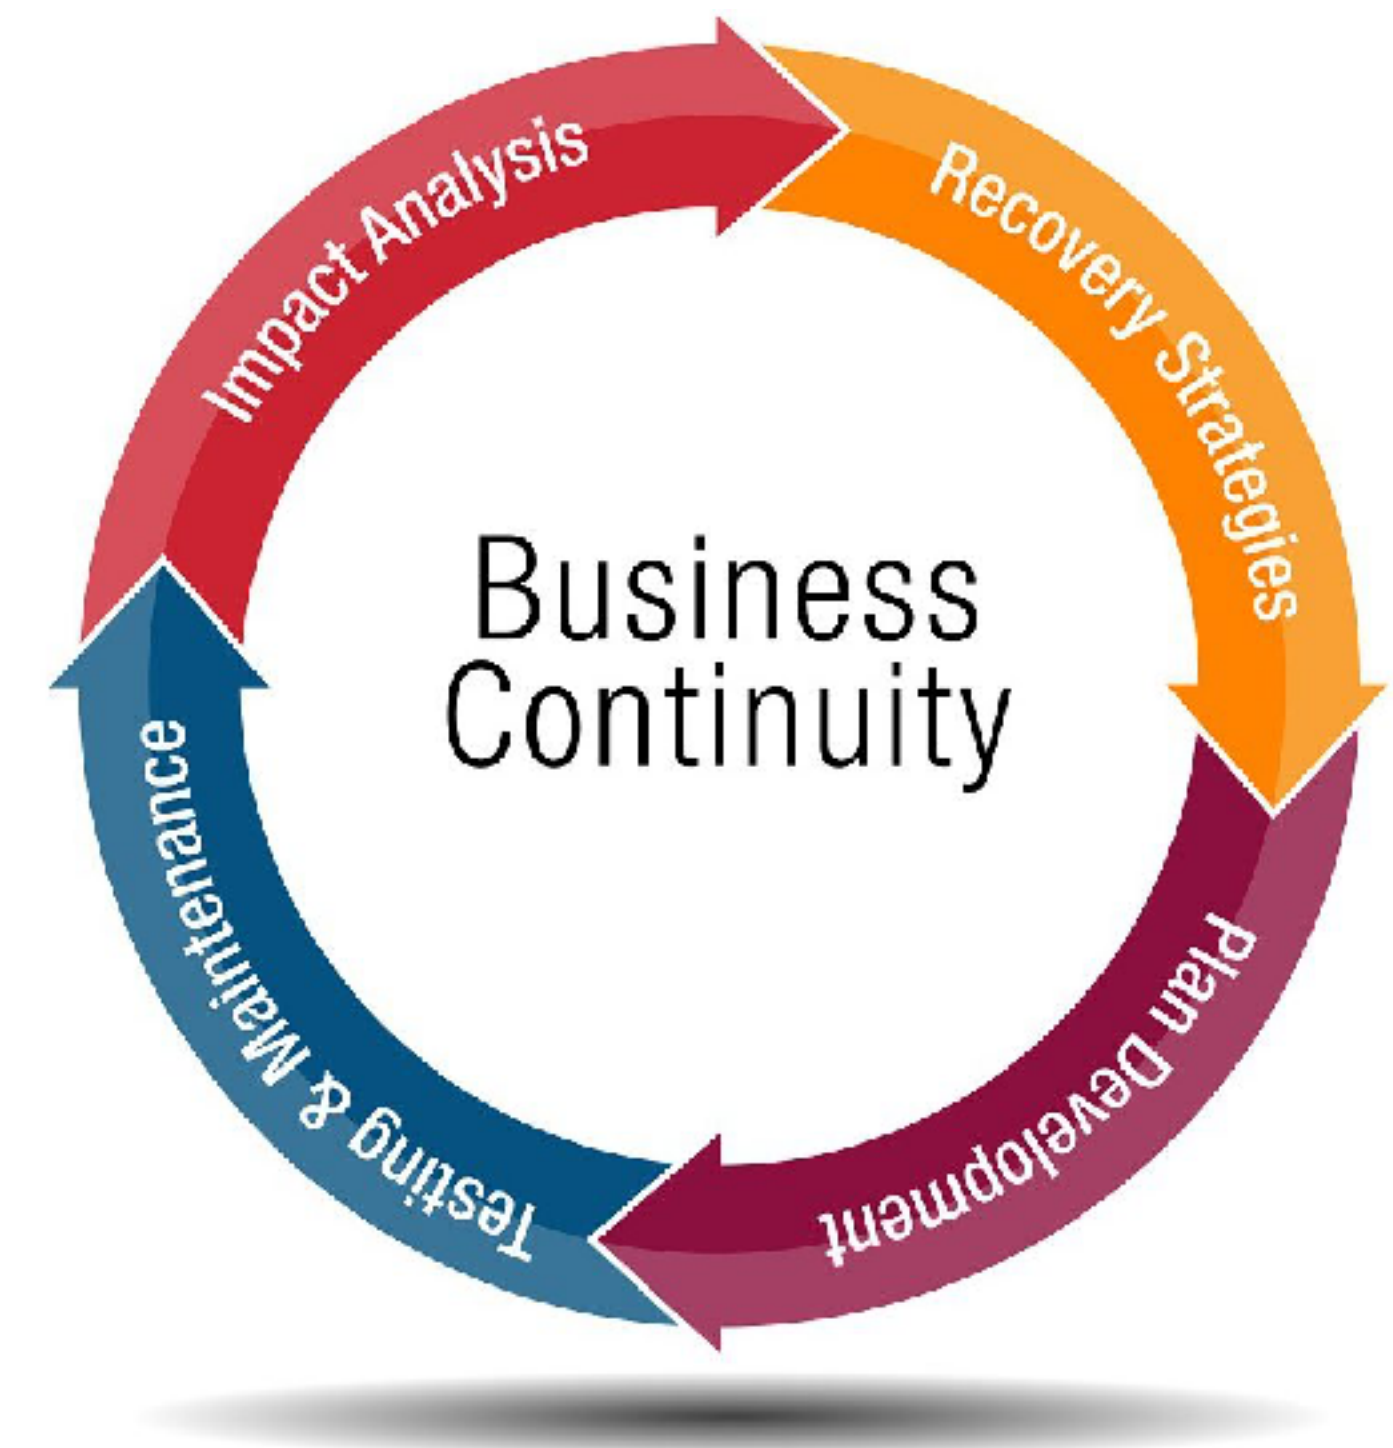 Impact Analysis
Recovery Strategies
Business
Continuity
Plan Development
Testing & Maintenance